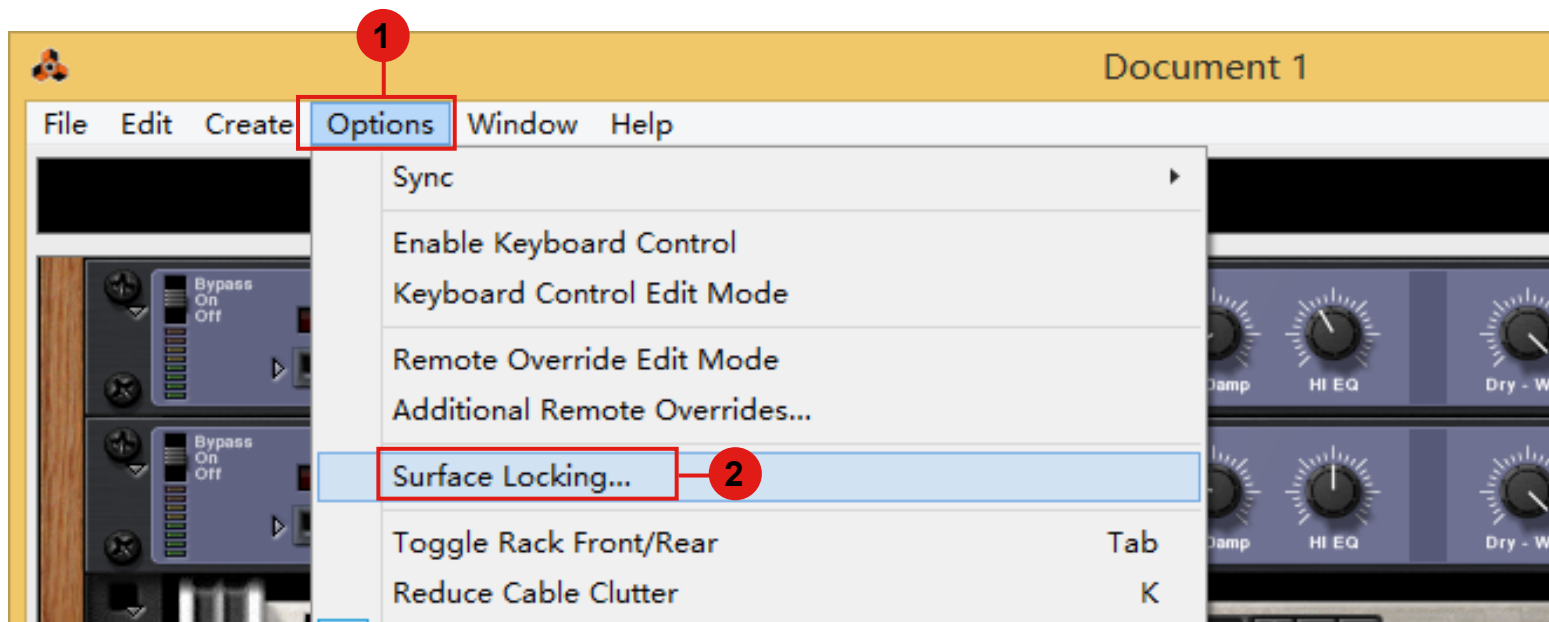 1
Document 1
File Edit Create Options Window Help
Sync
Enable Keyboard Control
Keyboard Control Edit Mode
Remote Override Edit Mode
Additional Remote Overrides...
Surface Locking... 2
Toggle Rack Front/Rear Tab
Reduce Cable Clutter K
Bypass
On
Off
Damp HI EQ Dry - W
Bypass
On
Off
Damp HI EQ Dry - W